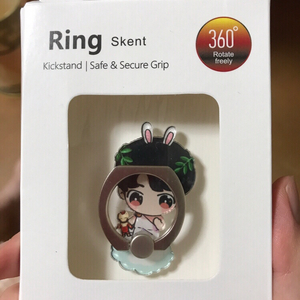 Ring Skent
Kickstand | Safe & Secure Grip
360°
Rotate
freely